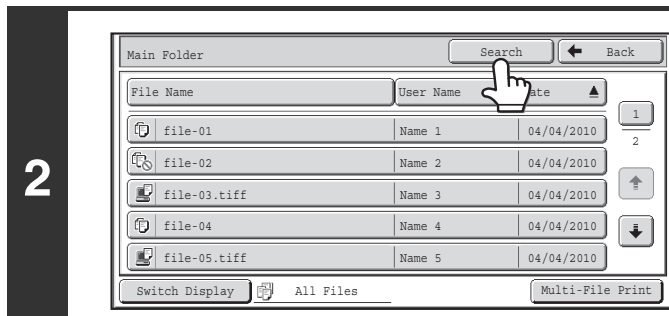 2
Main Folder Search Back
File Name User Name ate
file-01 Name 1 04/04/2010 1
file-02 Name 2 04/04/2010 2
file-03.tiff Name 3 04/04/2010
file-04 Name 4 04/04/2010
file-05.tiff Name 5 04/04/2010
Switch Display All Files Multi-File Print